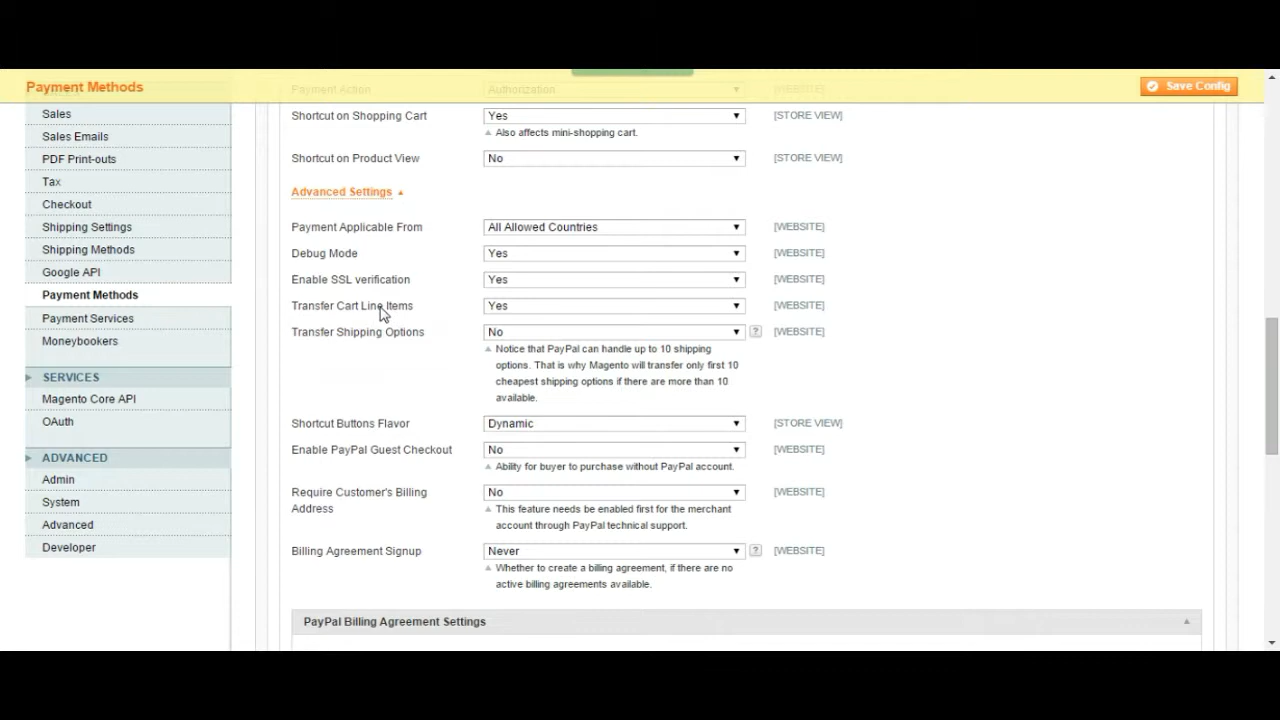 Payment Methods
Save Config
Payment Action Authorization [WEBSITE]
Sales
Shortcut on Shopping Cart Yes [STORE VIEW]
Also affects mini-shopping cart.
Sales Emails
PDF Print-outs
Shortcut on Product View No [STORE VIEW]
Tax
Advanced Settings
Checkout
Shipping Settings
Payment Applicable From All Allowed Countries [WEBSITE]
Shipping Methods
Debug Mode Yes [WEBSITE]
Google API
Enable SSL verification Yes [WEBSITE]
Payment Methods
Transfer Cart Line Items Yes [WEBSITE]
Payment Services
Transfer Shipping Options No ? [WEBSITE]
Moneybookers
Notice that PayPal can handle up to 10 shipping
options. That is why Magento will transfer only first 10
cheapest shipping options if there are more than 10
available.
SERVICES
Magento Core API
OAuth
Shortcut Buttons Flavor Dynamic [STORE VIEW]
Enable PayPal Guest Checkout No [WEBSITE]
Ability for buyer to purchase without PayPal account.
ADVANCED
Admin
System
Advanced
Developer
Require Customer's Billing
Address No [WEBSITE]
This feature needs be enabled first for the merchant
account through PayPal technical support.
Billing Agreement Signup Never ? [WEBSITE]
Whether to create a billing agreement, if there are no
active billing agreements available.
PayPal Billing Agreement Settings